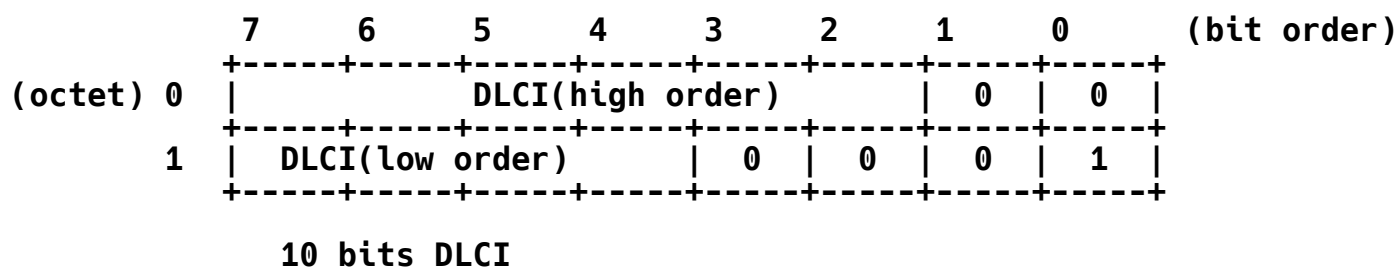 7 6 5 4 3 2 1 0 (bit order)
+-----+-----+-----+-----+-----+-----+-----+-----+
(octet) 0 | DLCI(high order) | 0 | 0 |
+-----+-----+-----+-----+-----+-----+-----+-----+
1 | DLCI(low order) | 0 | 0 | 0 | 1 |
+-----+-----+-----+-----+-----+-----+-----+-----+
10 bits DLCI